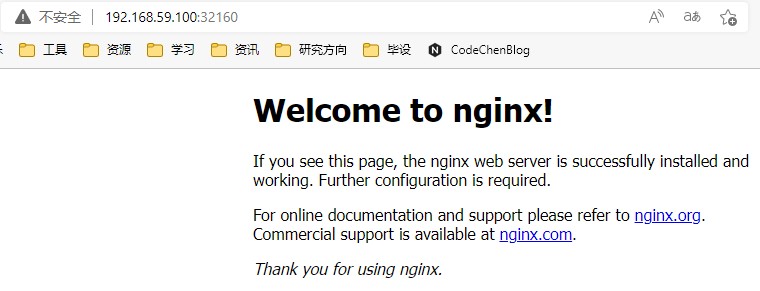 不安全 192.168.59.100:32160 A aあ
工具 资源 学习 资讯 研究方向 毕设 N CodeChenBlog
Welcome to nginx!
If you see this page, the nginx web server is successfully installed and
working. Further configuration is required.
For online documentation and support please refer to nginx.org.
Commercial support is available at nginx.com.
Thank you for using nginx.